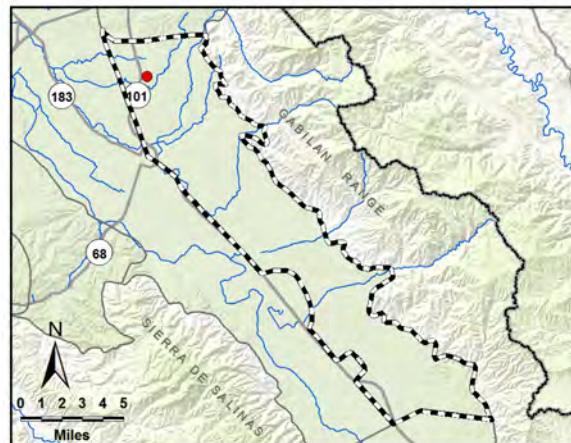 183
101
GABILAN RANGE
68
SIERRA DE SALINAS
N
0 1 2 3 4 5
Miles